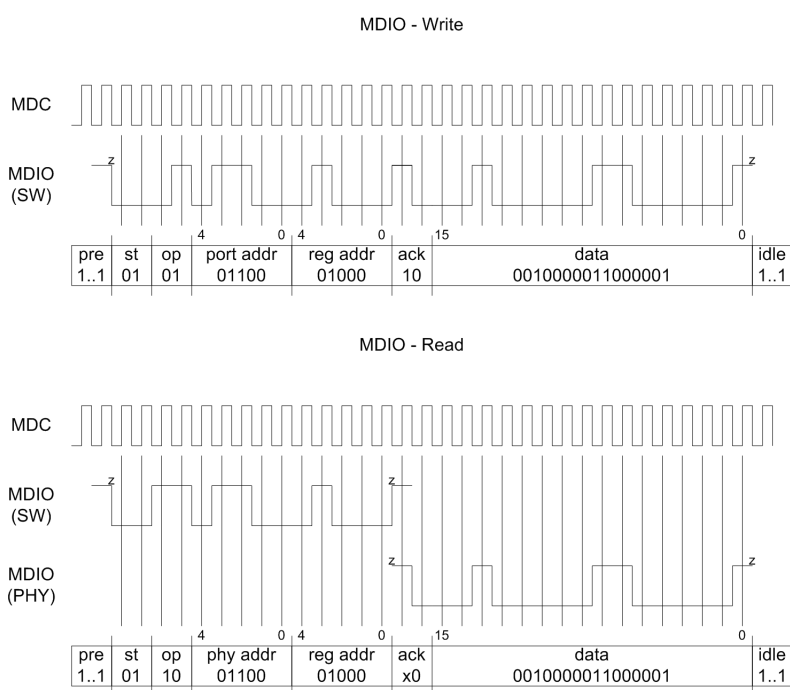 MDIO - Write
MDC
z z
MDIO
(SW)
4 0 4 0 15 0
pre st op port addr reg addr ack data idle
1..1 01 01 01100 01000 10 0010000011000001 1..1
MDIO - Read
MDC
z z
MDIO
(SW)
z z
MDIO
(PHY)
4 0 4 0 15 0
pre st op phy addr reg addr ack data idle
1..1 01 10 01100 01000 x0 0010000011000001 1..1